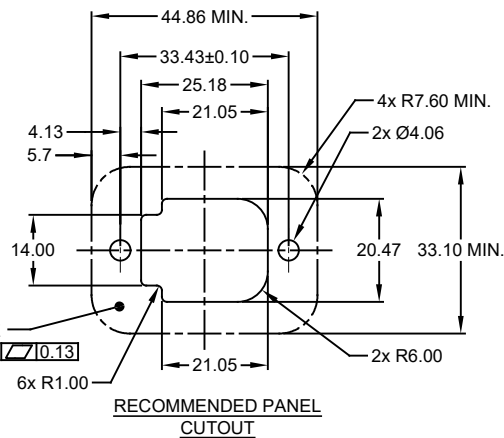 44.86 MIN.
33.43±0.10
25.18
21.05
4x R7.60 MIN.
4.13
2x Ø4.06
5.7
14.00
20.47
33.10 MIN.
0.13
21.05
2x R6.00
6x R1.00
RECOMMENDED PANEL
CUTOUT